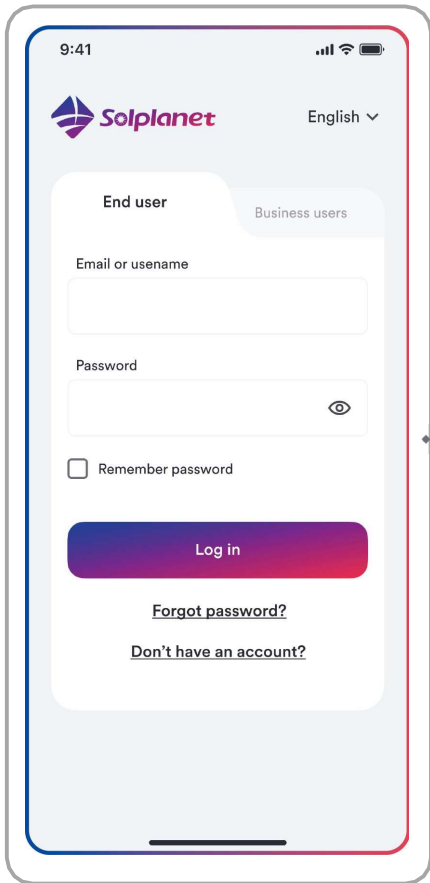 9:41
Solplanet
English
End user
Business users
Email or usename
Password
Remember password
Log in
Forgot password?
Don't have an account?